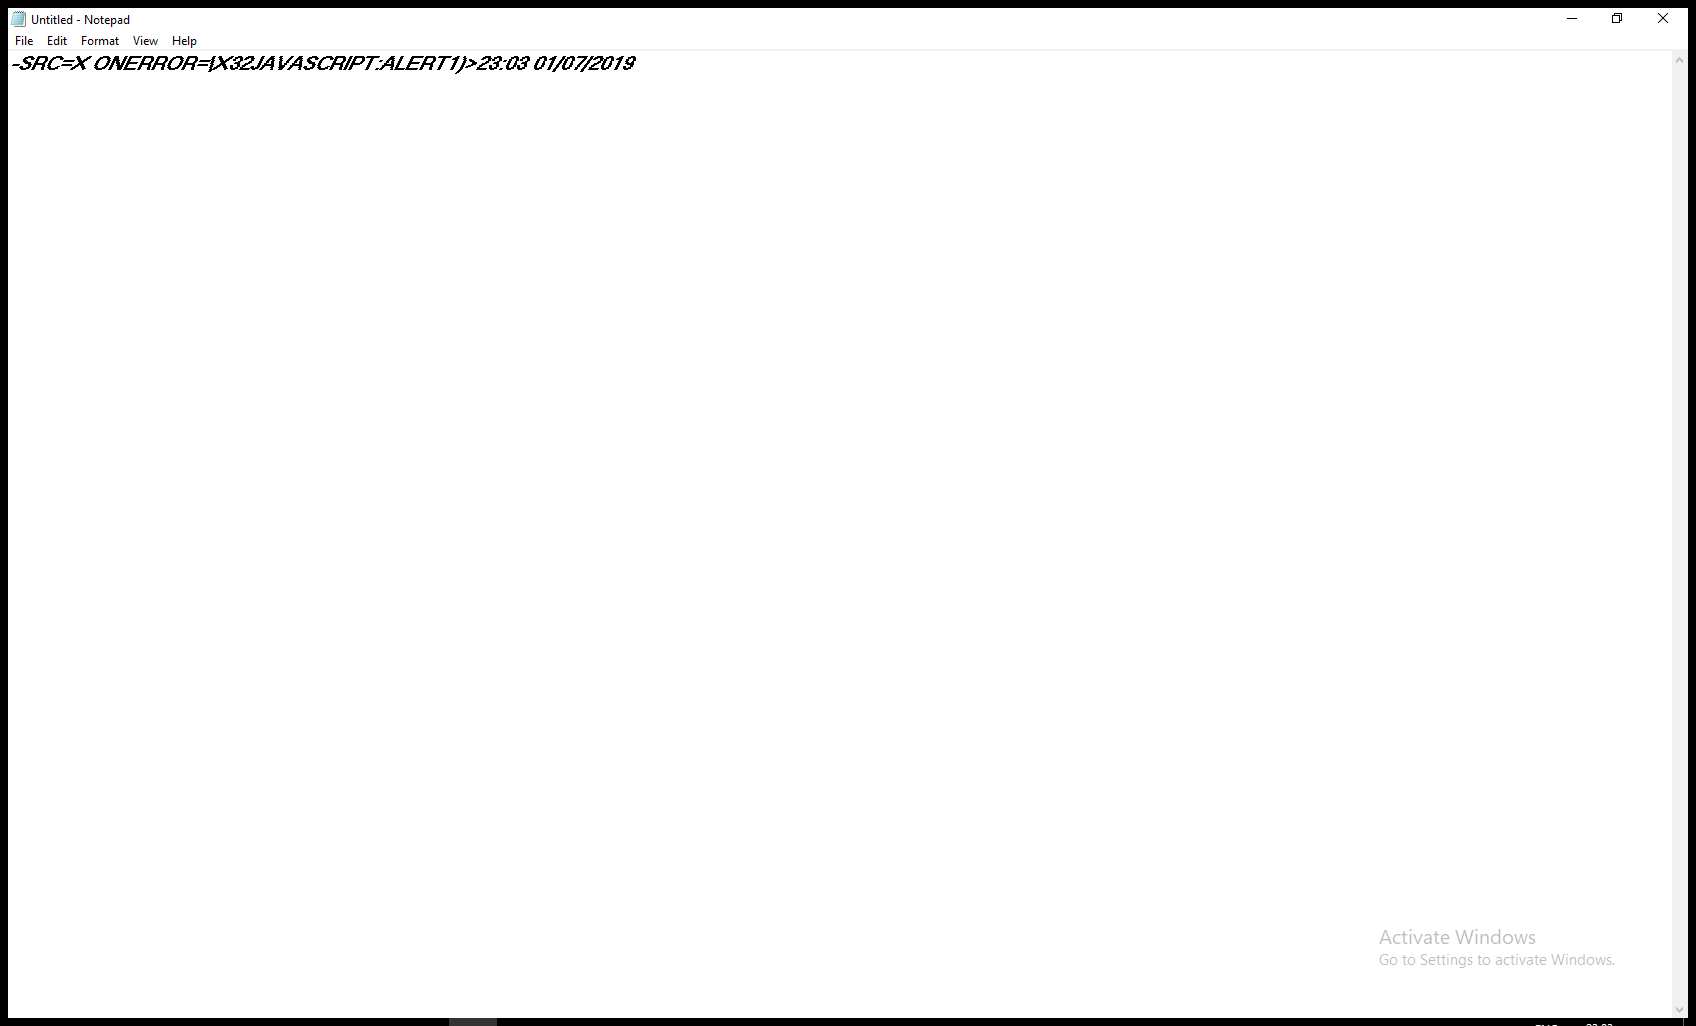 Untitled - Notepad
File Edit Format View Help
-SRC=X ONERROR=\X32JAVASCRIPT:ALERT1)>23:03 01/07/2019
Activate Windows
Go to Settings to activate Windows.